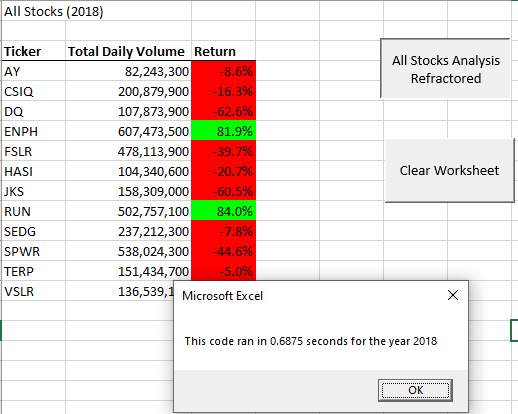 All Stocks (2018)
Ticker Total Daily Volume Return
AY 82,243,300 -8.6%
CSIQ 200,879,900 -16.3%
DQ 107,873,900 -62.6%
ENPH 607,473,500 81.9%
FSLR 478,113,900 -39.7%
HASI 104,340,600 -20.7%
JKS 158,309,000 -60.5%
RUN 502,757,100 84.0%
SEDG 237,212,300 -7.8%
SPWR 538,024,300 -44.6%
TERP 151,434,700 -5.0%
VSLR
All Stocks Analysis
Refractored
Clear Worksheet
Microsoft Excel
This code ran in 0.6875 seconds for the year 2018
OK